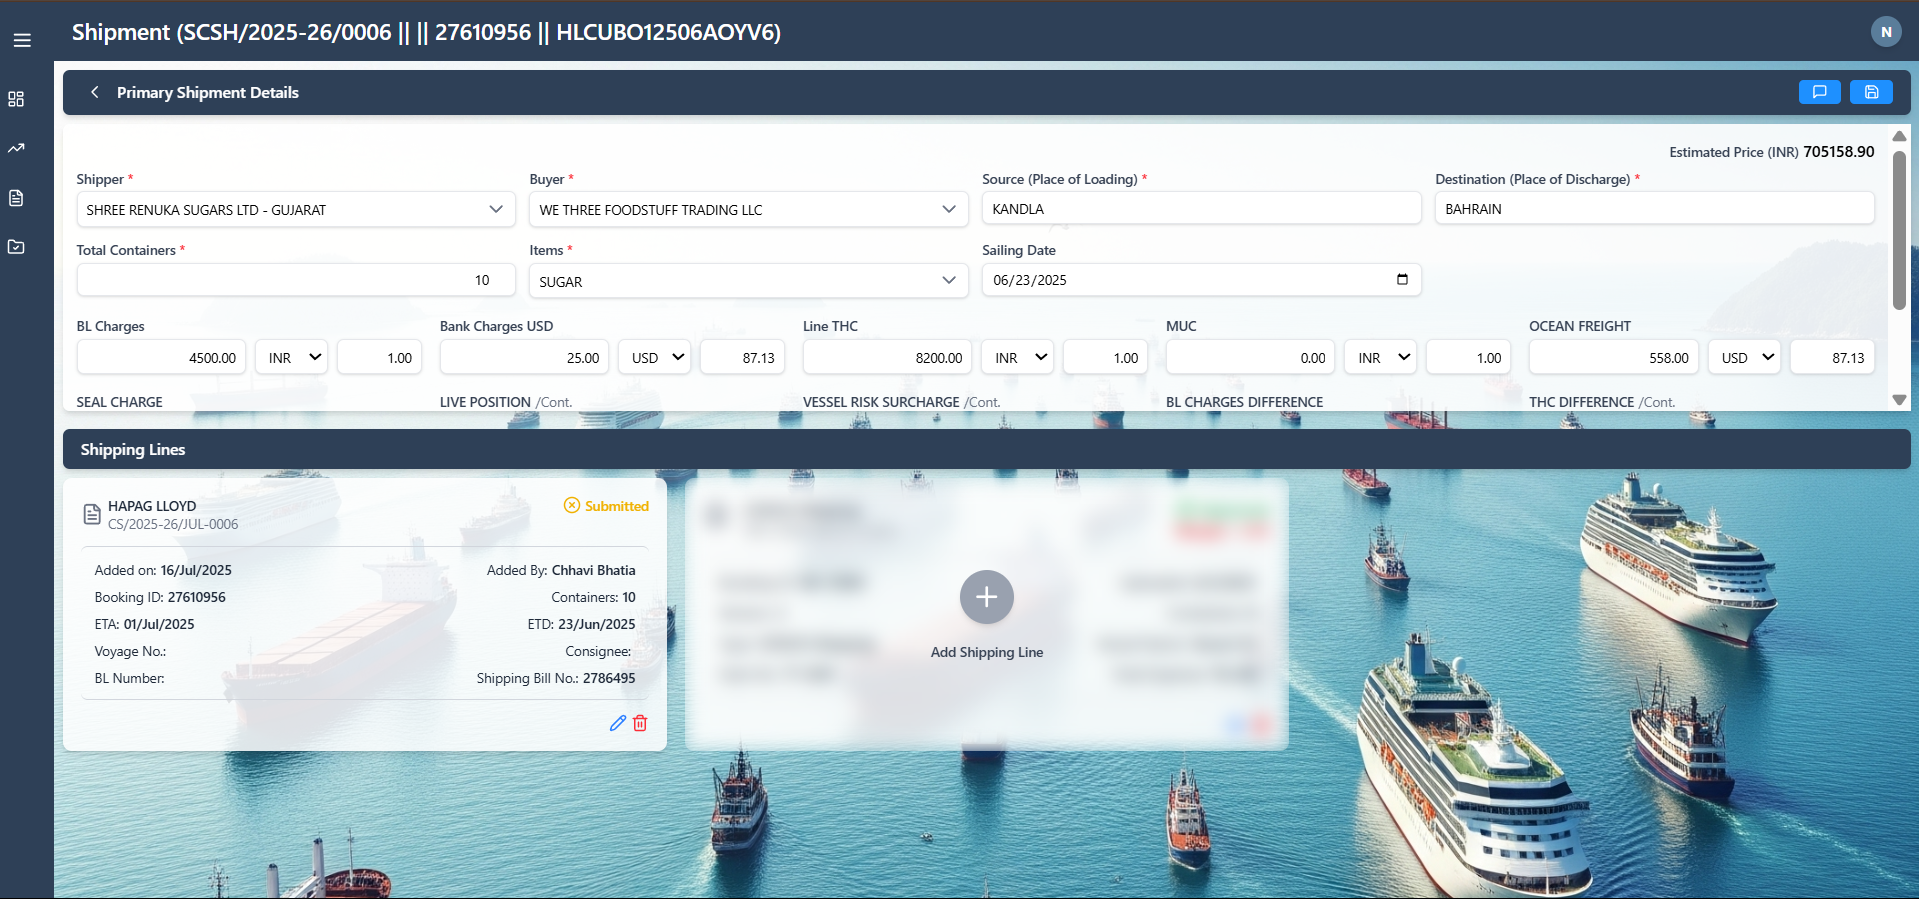 Shipment (SCSH/2025-26/0006 || || 27610956 || HLCUBO12506AOYV6)
N
Primary Shipment Details
Estimated Price (INR) 705158.90
Shipper * Buyer * Source (Place of Loading) * Destination (Place of Discharge) *
SHREE RENUKA SUGARS LTD - GUJARAT WE THREE FOODSTUFF TRADING LLC KANDLA BAHRAIN
Total Containers * Items * Sailing Date
10 SUGAR 06/23/2025
BL Charges Bank Charges USD Line THC MUC OCEAN FREIGHT
4500.00 INR 1.00 25.00 USD 87.13 8200.00 INR 1.00 0.00 INR 1.00 558.00 USD 87.13
SEAL CHARGE LIVE POSITION /Cont. VESSEL RISK SURCHARGE /Cont. BL CHARGES DIFFERENCE THC DIFFERENCE /Cont.
Shipping Lines
HAPAG LLOYD Submitted
CS/2025-26/JUL-0006
Added on: 16/Jul/2025 Added By: Chhavi Bhatia
Booking ID: 27610956 Containers: 10
ETA: 01/Jul/2025 ETD: 23/Jun/2025
Voyage No.: Consignee:
BL Number: Shipping Bill No.: 2786495
Add Shipping Line